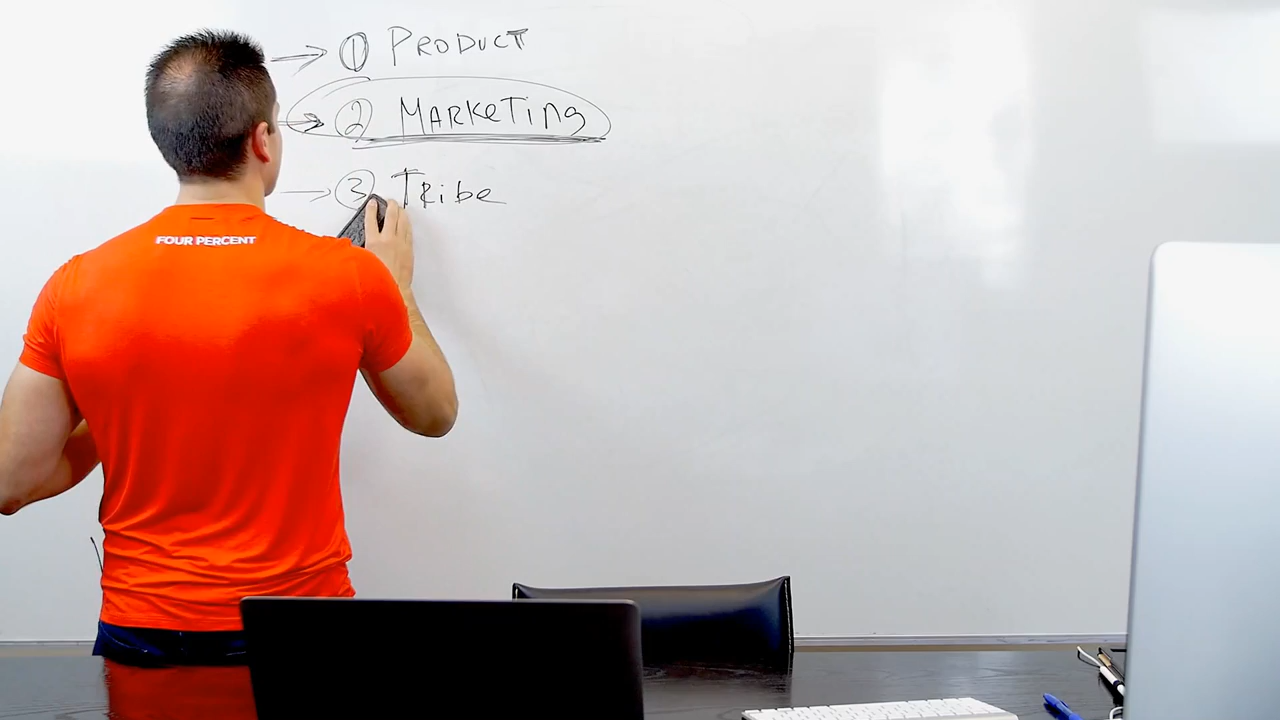 → ① PRODUCT
→ ② MARKETing
→ ③ TRibe
FOUR PERCENT